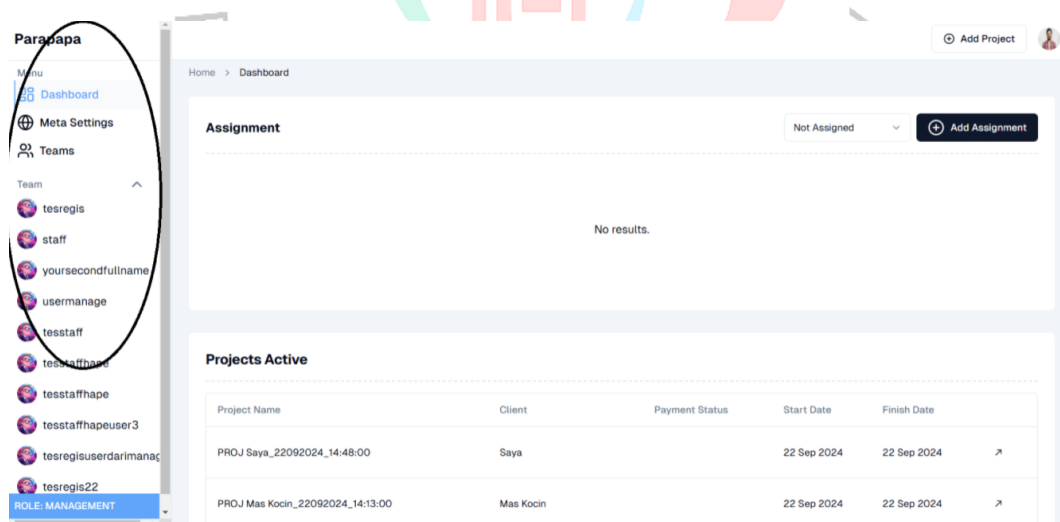 Parapapa
Add Project
Menu
Dashboard
Meta Settings
Teams
Team
tesregis
staff
yoursecondfullname
usermanage
tesstaff
tesstaffhape
tesstaffhape
tesstaffhapeuser3
tesregisuserdarimanag
tesregis22
ROLE: MANAGEMENT
Home > Dashboard
Assignment
Not Assigned
Add Assignment
No results.
Projects Active
Project Name Client Payment Status Start Date Finish Date
PROJ Saya_22092024_14:48:00 Saya 22 Sep 2024 22 Sep 2024
PROJ Mas Kocin_22092024_14:13:00 Mas Kocin 22 Sep 2024 22 Sep 2024